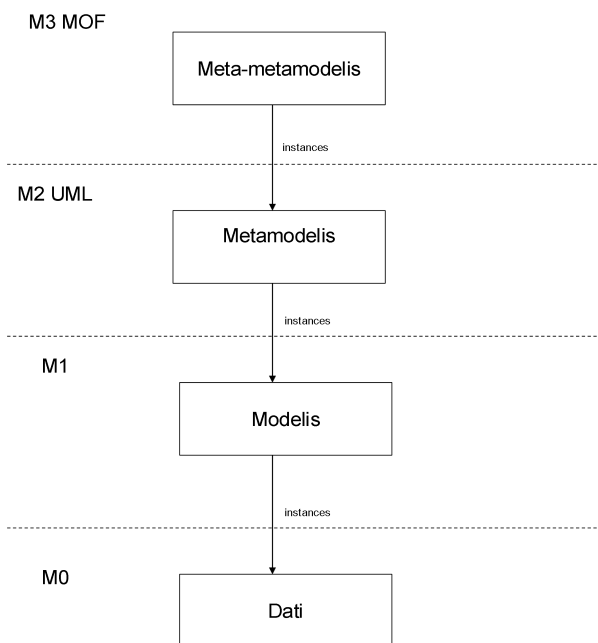 M3 MOF
Meta-metamodelis
instances
M2 UML
Metamodelis
instances
M1
Modelis
instances
M0
Dati